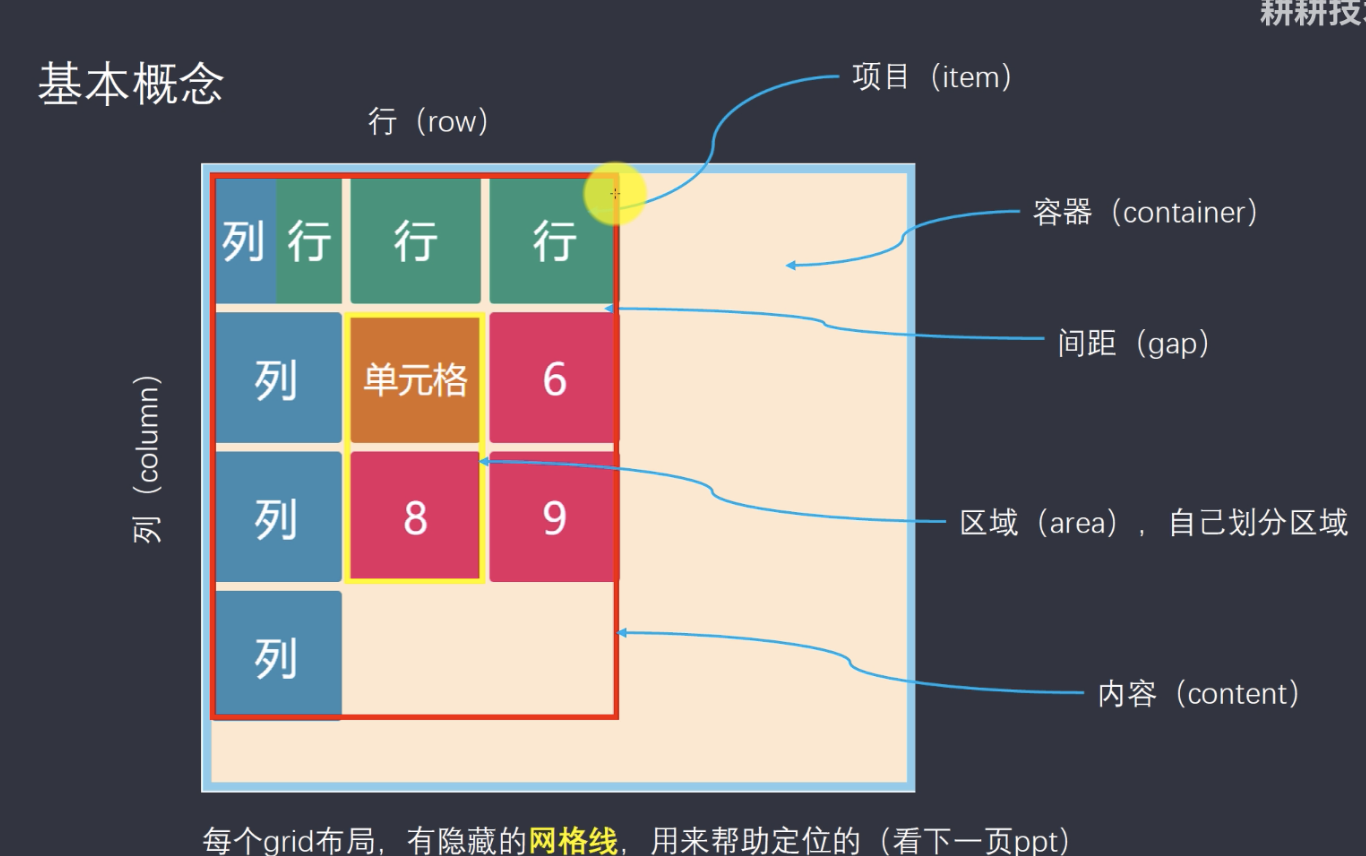 耕耕技
基本概念
项目（item）
行（row）
容器（container）
列 行 行 行
间距（gap）
列 单元格 6
列（column）
列 8 9
区域（area），自己划分区域
列
内容（content）
每个grid布局，有隐藏的网格线，用来帮助定位的（看下一页ppt）